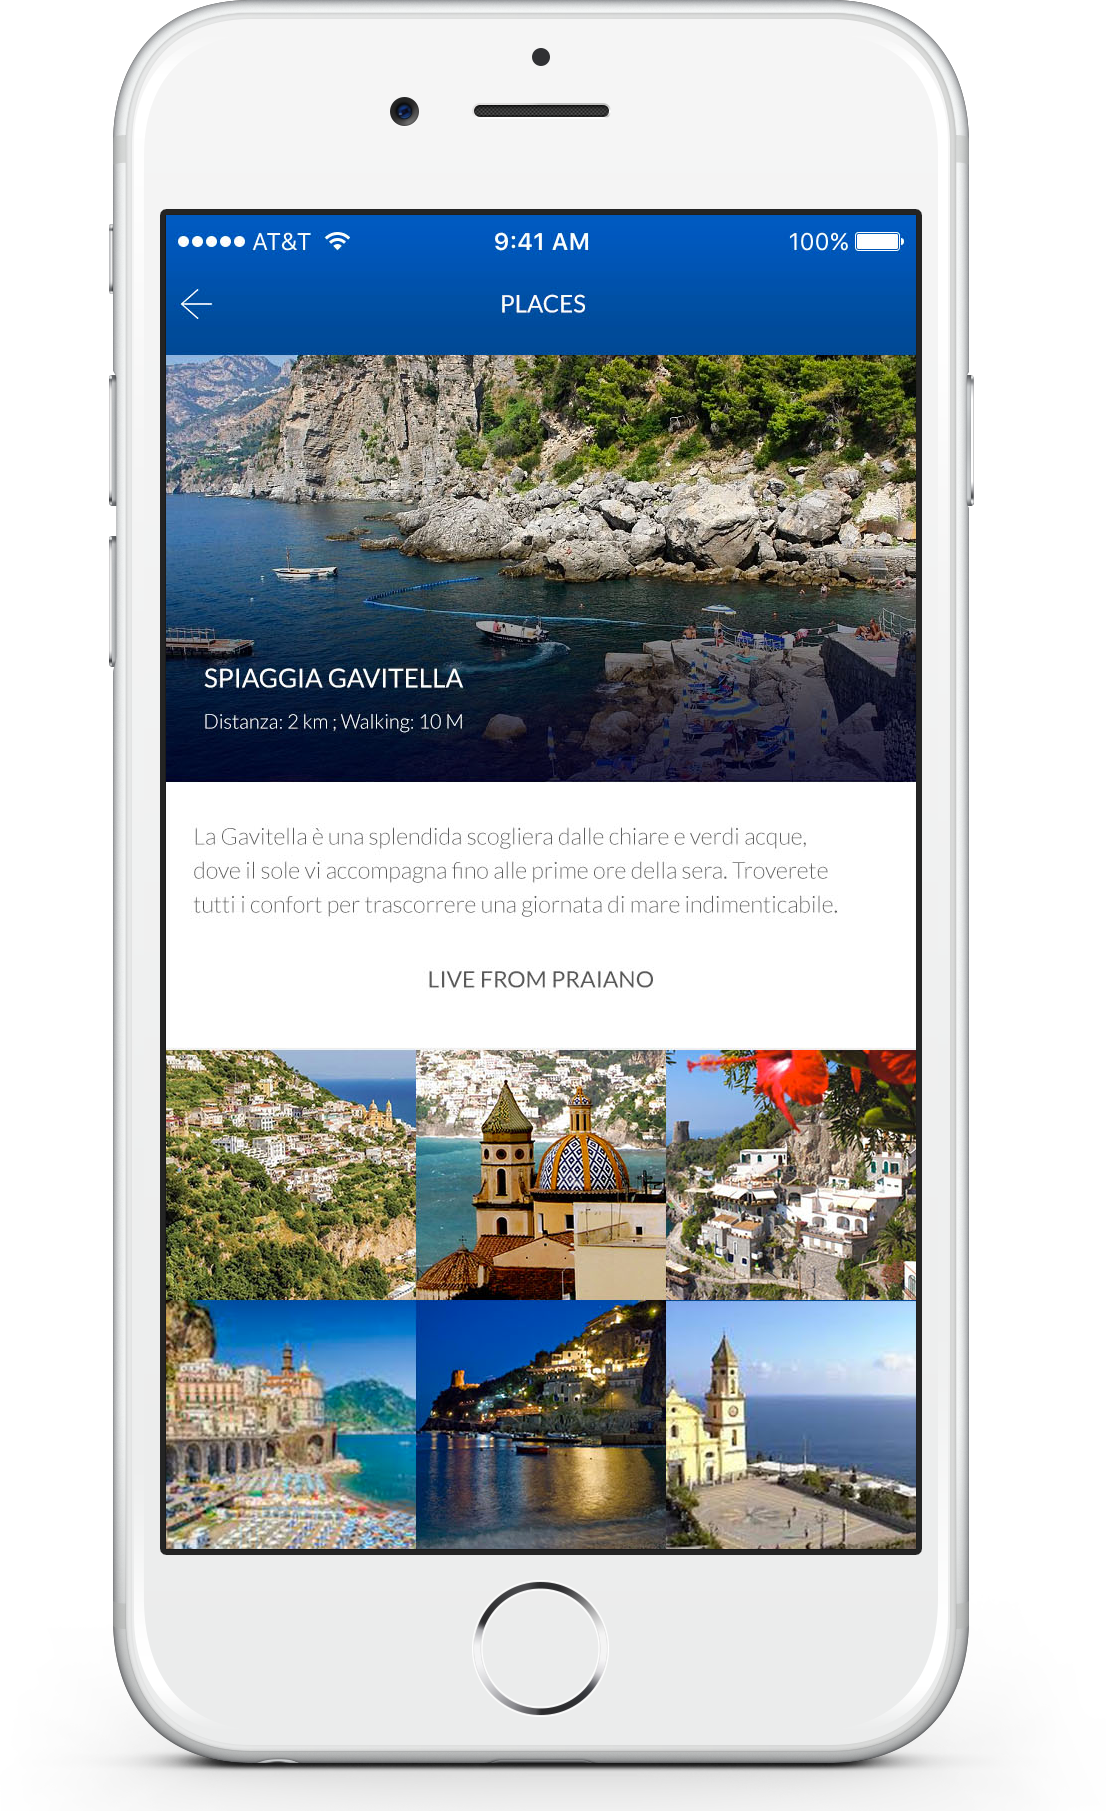 AT&T 9:41 AM 100%
PLACES
SPIAGGIA GAVITELLA
Distanza: 2 km ; Walking: 10 M
La Gavitella è una splendida scogliera dalle chiare e verdi acque,
dove il sole vi accompagna fino alle prime ore della sera. Troverete
tutti i confort per trascorrere una giornata di mare indimenticabile.
LIVE FROM PRAIANO